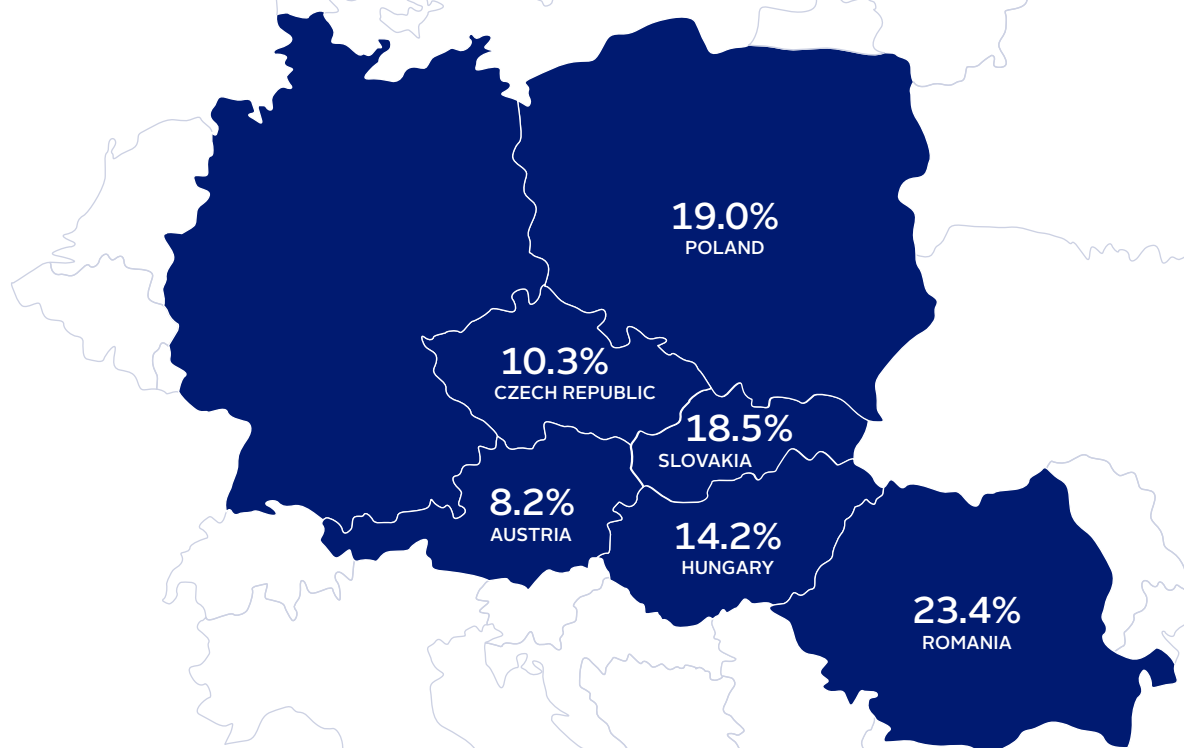 19.0%
POLAND
10.3%
CZECH REPUBLIC
18.5%
SLOVAKIA
8.2%
AUSTRIA
14.2%
HUNGARY
23.4%
ROMANIA